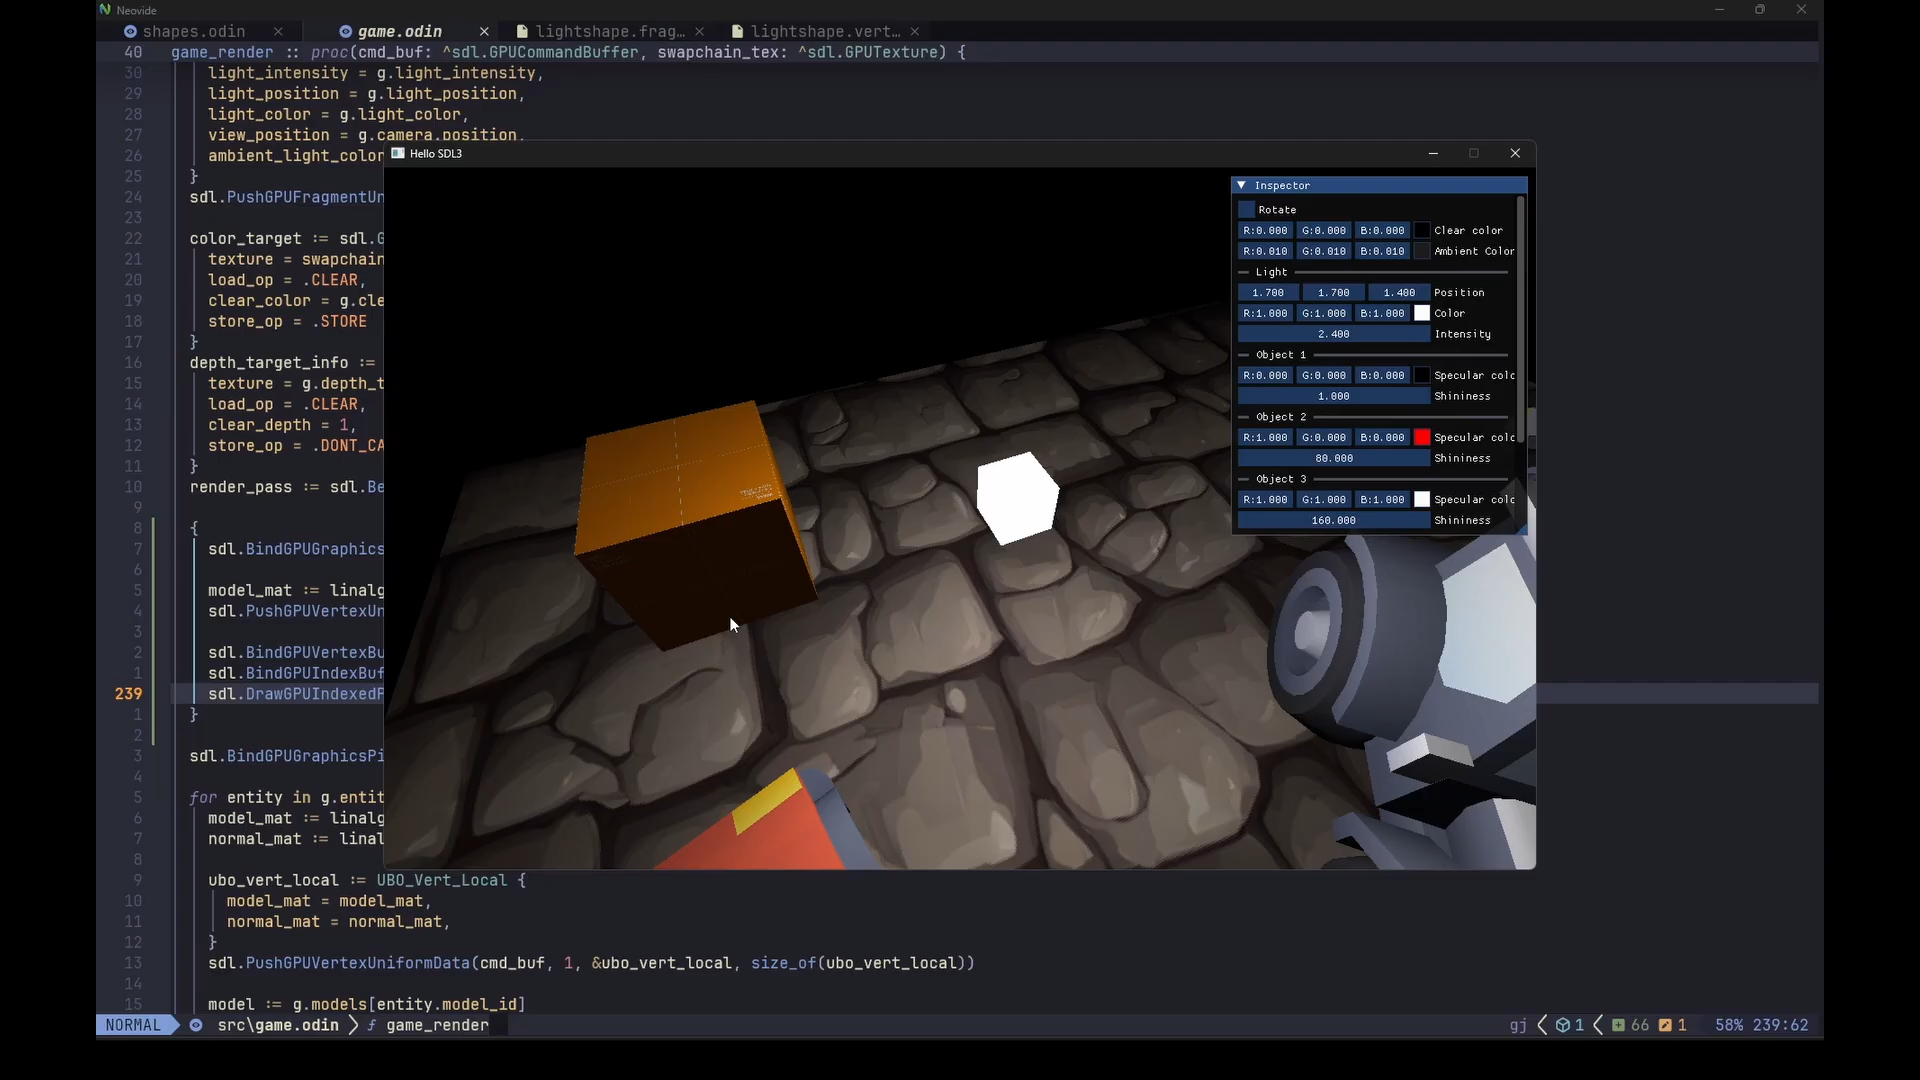 Neovide
shapes.odin
game.odin
lightshape.frag…
lightshape.vert…
40 game_render :: proc(cmd_buf: ^sdl.GPUCommandBuffer, swapchain_tex: ^sdl.GPUTexture) {
30 light_intensity = g.light_intensity,
29 light_position = g.light_position,
28 light_color = g.light_color,
27 view_position = g.camera.position,
26 ambient_light_color
25 }
24 sdl.PushGPUFragmentUn
23
22 color_target := sdl.G
21 texture = swapchain
20 load_op = .CLEAR,
19 clear_color = g.cle
18 store_op = .STORE
17 }
16 depth_target_info :=
15 texture = g.depth_t
14 load_op = .CLEAR,
13 clear_depth = 1,
12 store_op = .DONT_CA
11 }
10 render_pass := sdl.Be
9
8 {
7 sdl.BindGPUGraphics
6
5 model_mat := linalg
4 sdl.PushGPUVertexUn
3
2 sdl.BindGPUVertexBu
1 sdl.BindGPUIndexBuf
239 sdl.DrawGPUIndexedP
1 }
2
3 sdl.BindGPUGraphicsPi
4
5 for entity in g.entit
6 model_mat := linalg
7 normal_mat := linal
8
9 ubo_vert_local := UBO_Vert_Local {
10 model_mat = model_mat,
11 normal_mat = normal_mat,
12 }
13 sdl.PushGPUVertexUniformData(cmd_buf, 1, &ubo_vert_local, size_of(ubo_vert_local))
14
15 model := g.models[entity.model_id]
NORMAL src\game.odin ƒ game_render gj 1 66 1 58% 239:62
Hello SDL3
Inspector
Rotate
R:0.000 G:0.000 B:0.000 Clear color
R:0.010 G:0.010 B:0.010 Ambient Color
Light
1.700 1.700 1.400 Position
R:1.000 G:1.000 B:1.000 Color
2.400 Intensity
Object 1
R:0.000 G:0.000 B:0.000 Specular colo
1.000 Shininess
Object 2
R:1.000 G:0.000 B:0.000 Specular colo
80.000 Shininess
Object 3
R:1.000 G:1.000 B:1.000 Specular colo
160.000 Shininess